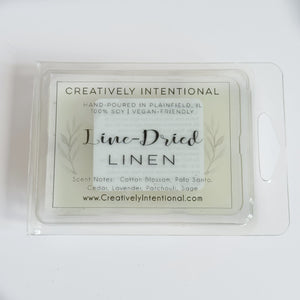 CREATIVELY INTENTIONAL
HAND-POURED IN PLAINFIELD, IL
100% SOY | VEGAN-FRIENDLY
Line-Dried
LINEN
Scent Notes: Cotton Blossom, Palo Santo,
Cedar, Lavender, Patchouli, Sage
www.CreativelyIntentional.com